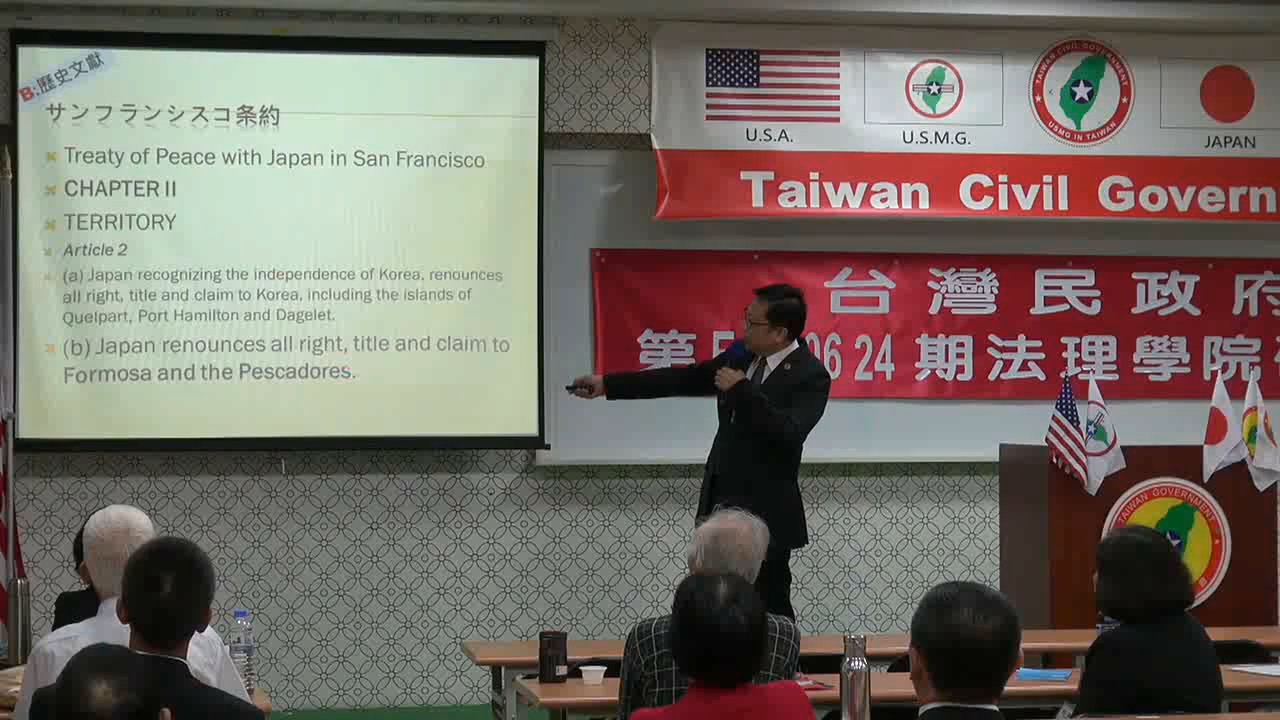 B:歷史文獻
サンフランシスコ条約
Treaty of Peace with Japan in San Francisco
CHAPTER II
TERRITORY
Article 2
(a) Japan recognizing the independence of Korea, renounces
all right, title and claim to Korea, including the islands of
Quelpart, Port Hamilton and Dagelet.
(b) Japan renounces all right, title and claim to
Formosa and the Pescadores.
U.S.A.
U.S.M.G.
TAIWAN CIVIL GOVERNMENT
USMG IN TAIWAN
JAPAN
Taiwan Civil Govern
台灣民政府
第 06 24 期法理學院
TAIWAN GOVERNMENT